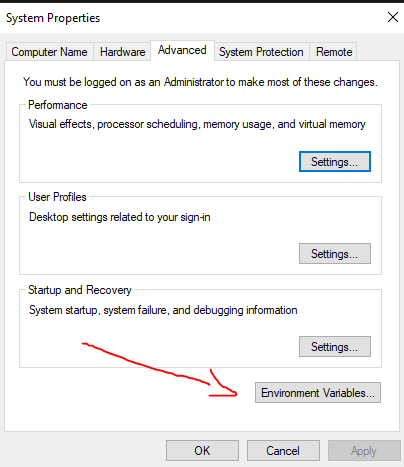 System Properties
Computer Name Hardware Advanced System Protection Remote
You must be logged on as an Administrator to make most of these changes.
Performance
Visual effects, processor scheduling, memory usage, and virtual memory
Settings...
User Profiles
Desktop settings related to your sign-in
Settings...
Startup and Recovery
System startup, system failure, and debugging information
Settings...
Environment Variables...
OK Cancel Apply